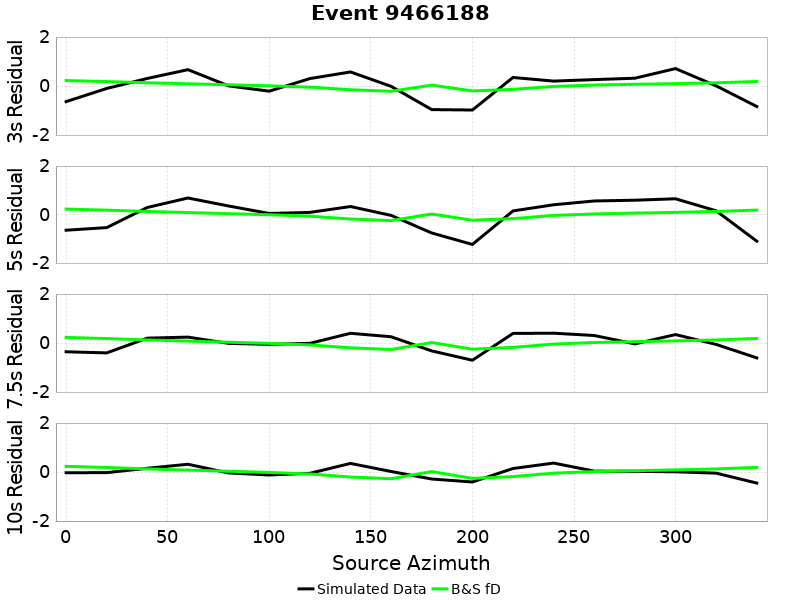 Event 9466188
3s Residual
2
0
-2
5s Residual
2
0
-2
7.5s Residual
2
0
-2
10s Residual
2
0
-2
0 50 100 150 200 250 300
Source Azimuth
Simulated Data B&S fD